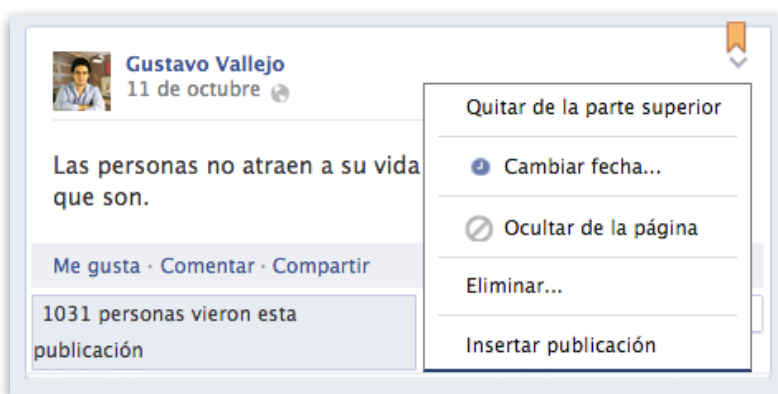 Gustavo Vallejo
11 de octubre
Las personas no atraen a su vida
que son.
Me gusta · Comentar · Compartir
1031 personas vieron esta
publicación
Quitar de la parte superior
Cambiar fecha...
Ocultar de la página
Eliminar...
Insertar publicación